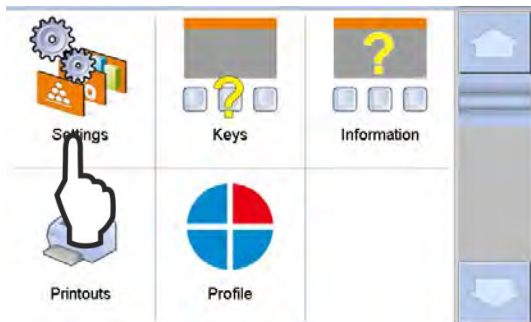 Settings
Keys
Information
Printouts
Profile